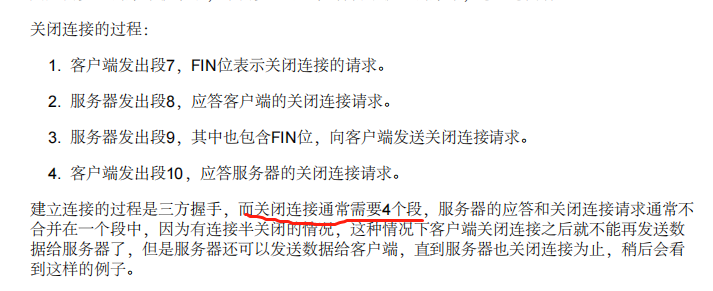 关闭连接的过程：
1. 客户端发出段7，FIN位表示关闭连接的请求。
2. 服务器发出段8，应答客户端的关闭连接请求。
3. 服务器发出段9，其中也包含FIN位，向客户端发送关闭连接请求。
4. 客户端发出段10，应答服务器的关闭连接请求。
建立连接的过程是三方握手，而关闭连接通常需要4个段，服务器的应答和关闭连接请求通常不
合并在一个段中，因为有连接半关闭的情况，这种情况下客户端关闭连接之后就不能再发送数
据给服务器了，但是服务器还可以发送数据给客户端，直到服务器也关闭连接为止，稍后会看
到这样的例子。